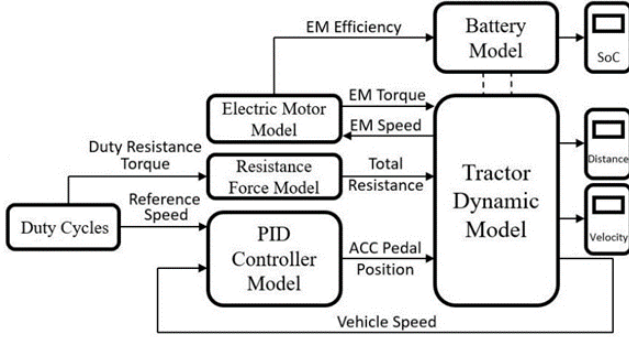 EM Efficiency
Battery
Model
SoC
Electric Motor
Model
EM Torque
EM Speed
Duty Resistance
Torque
Resistance
Force Model
Total
Resistance
Tractor
Dynamic
Model
Distance
Reference
Speed
Duty Cycles
PID
Controller
Model
ACC Pedal
Position
Velocity
Vehicle Speed